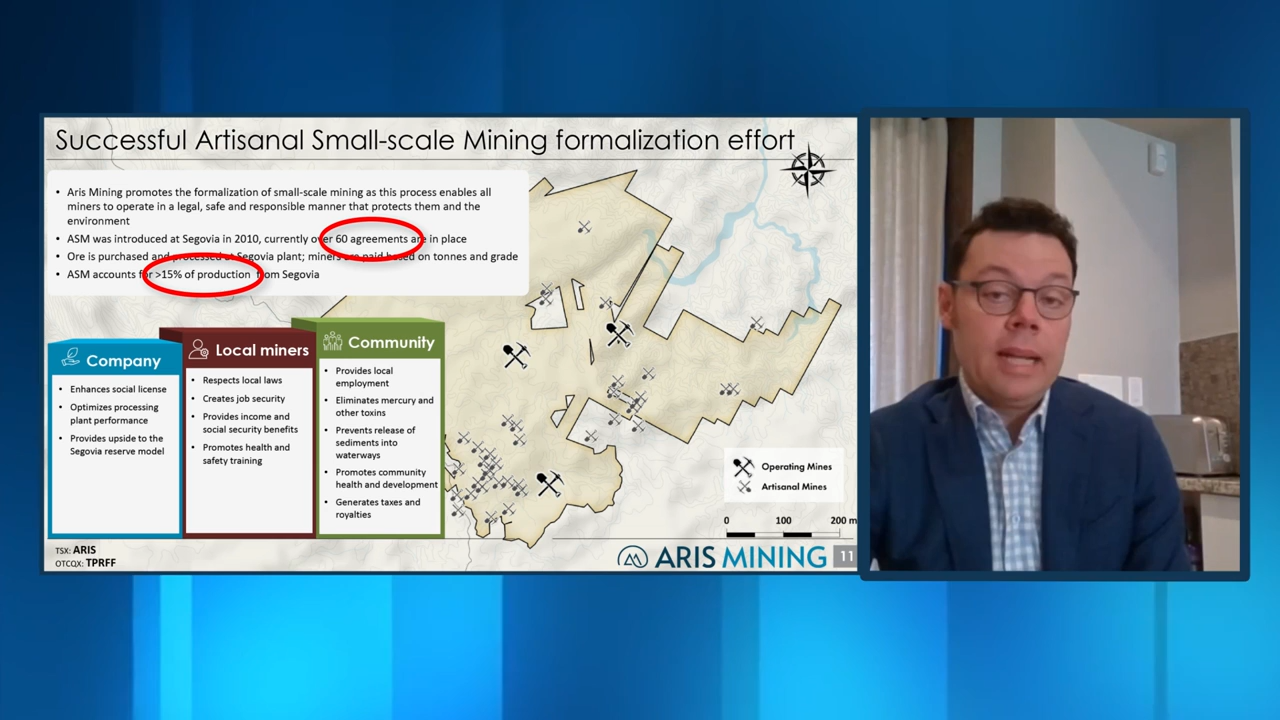 Successful Artisanal Small-scale Mining formalization effort
• Aris Mining promotes the formalization of small-scale mining as this process enables all
miners to operate in a legal, safe and responsible manner that protects them and the
environment
• ASM was introduced at Segovia in 2010, currently over 60 agreements are in place
• Ore is purchased and processed at Segovia plant; miners are paid based on tonnes and grade
• ASM accounts for >15% of production from Segovia
Company
• Enhances social license
• Optimizes processing
plant performance
• Provides upside to the
Segovia reserve model
Local miners
• Respects local laws
• Creates job security
• Provides income and
social security benefits
• Promotes health and
safety training
Community
• Provides local
employment
• Eliminates mercury and
other toxins
• Prevents release of
sediments into
waterways
• Promotes community
health and development
• Generates taxes and
royalties
Operating Mines
Artisanal Mines
0 100 200 m
TSX: ARIS
OTCQX: TPRFF
ARIS MINING
11